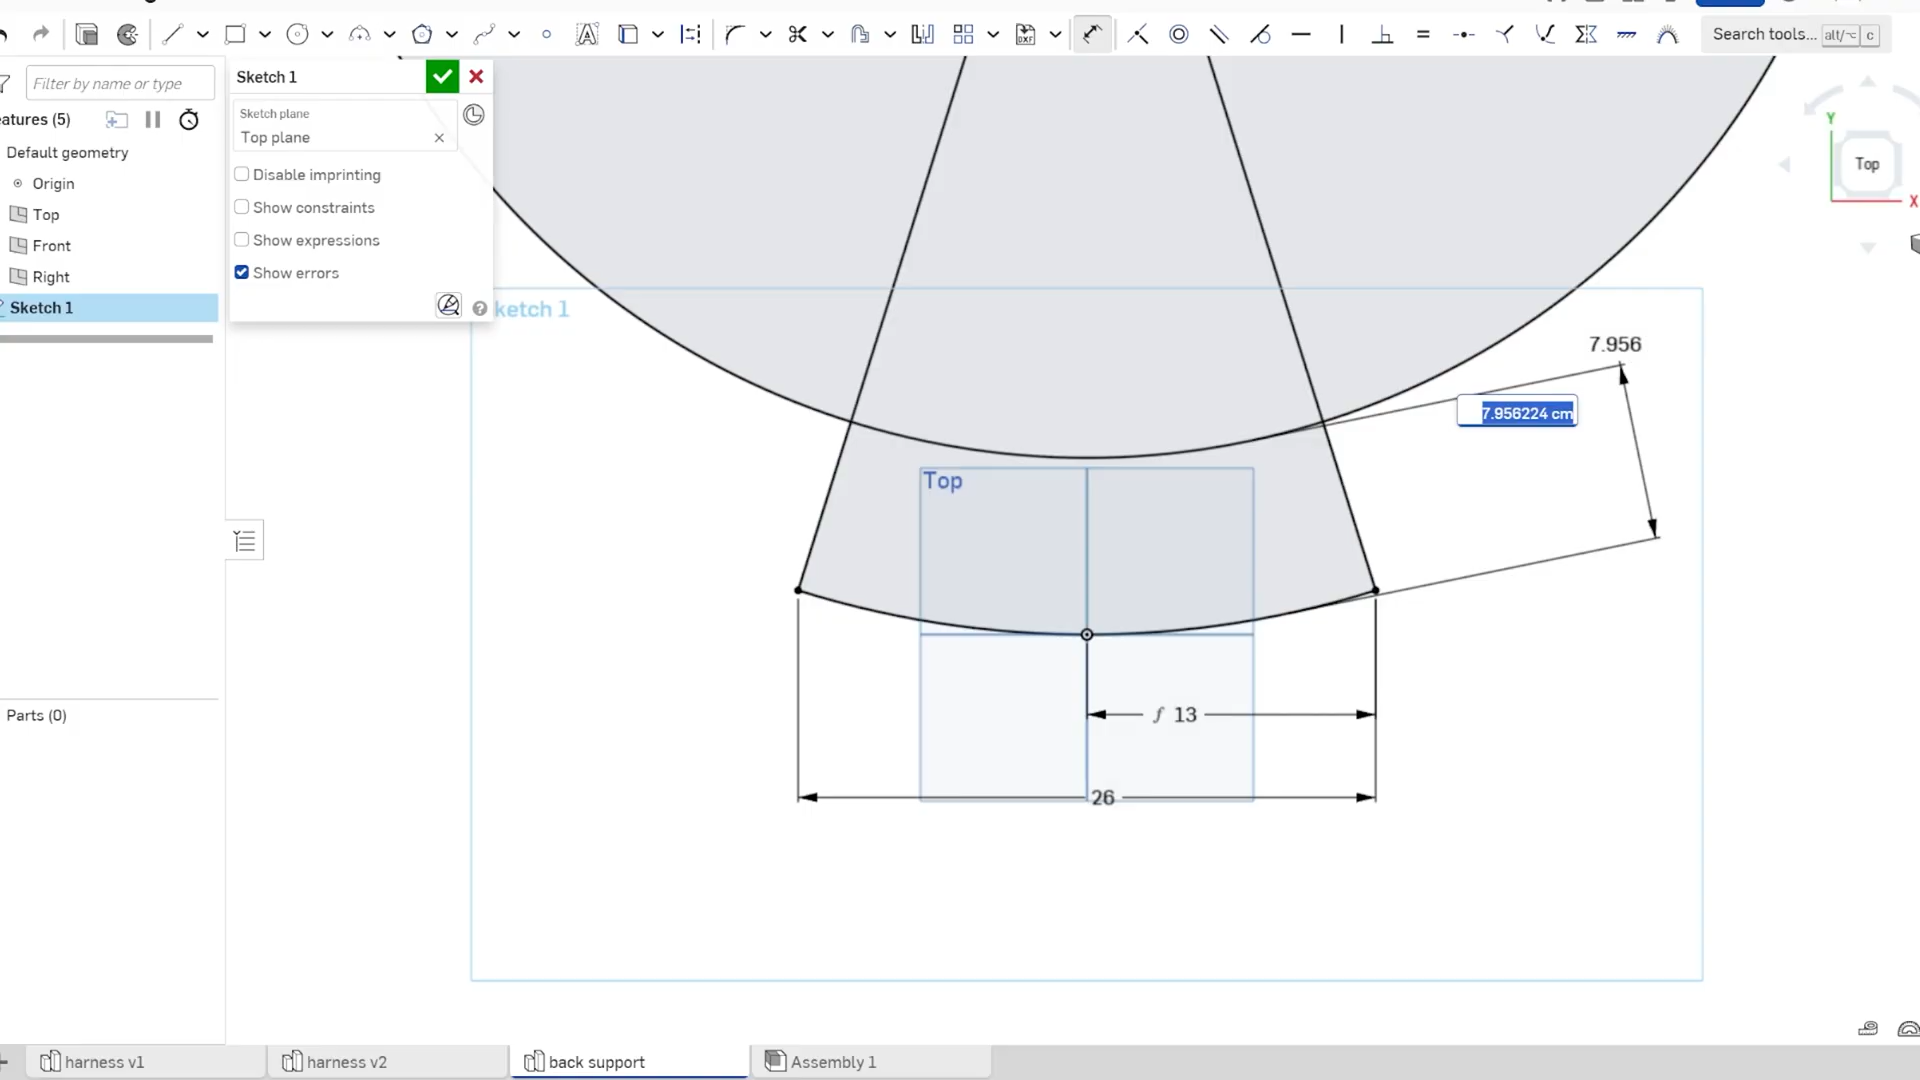 Search tools... alt/⌥ c
Filter by name or type
eatures (5)
Default geometry
Origin
Top
Front
Right
Sketch 1
Parts (0)
Sketch 1
Sketch plane
Top plane
Disable imprinting
Show constraints
Show expressions
Show errors
ketch 1
Top
Y
Top
X
7.956
7.956224 cm
ƒ 13
26
harness v1
harness v2
back support
Assembly 1